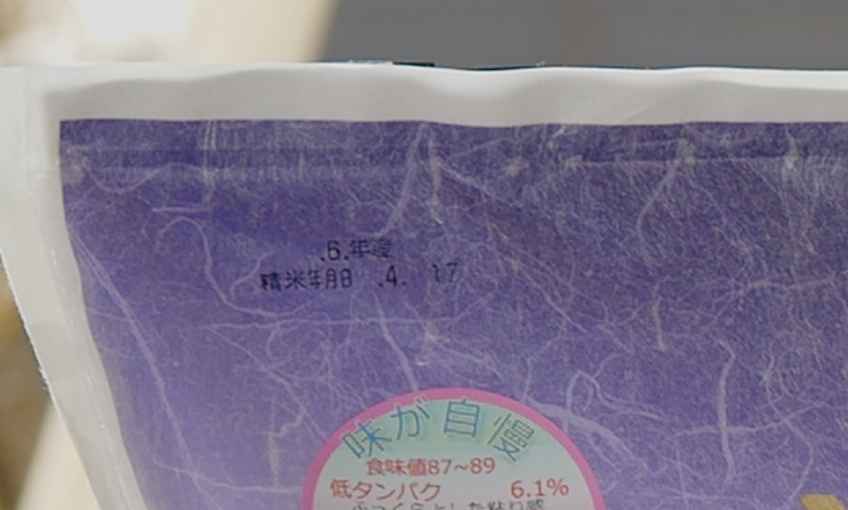 .6.年産
精米年月日 .4. 17
味が自慢
食味値87~89
低タンパク 6.1%